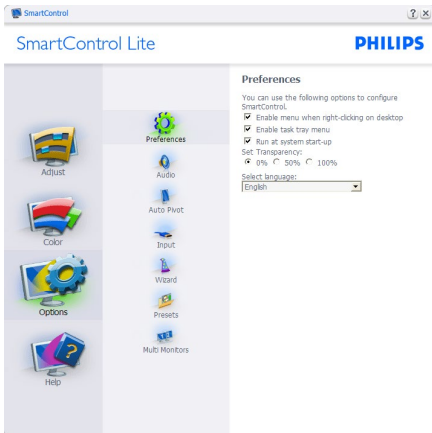 SmartControl
SmartControl Lite
PHILIPS
Adjust
Color
Options
Help
Preferences
Audio
Auto Pivot
Input
Wizard
Presets
Multi Monitors
Preferences
You can use the following options to configure
SmartControl.
Enable menu when right-clicking on desktop
Enable task tray menu
Run at system start-up
Set Transparency:
0% 50% 100%
Select language:
English